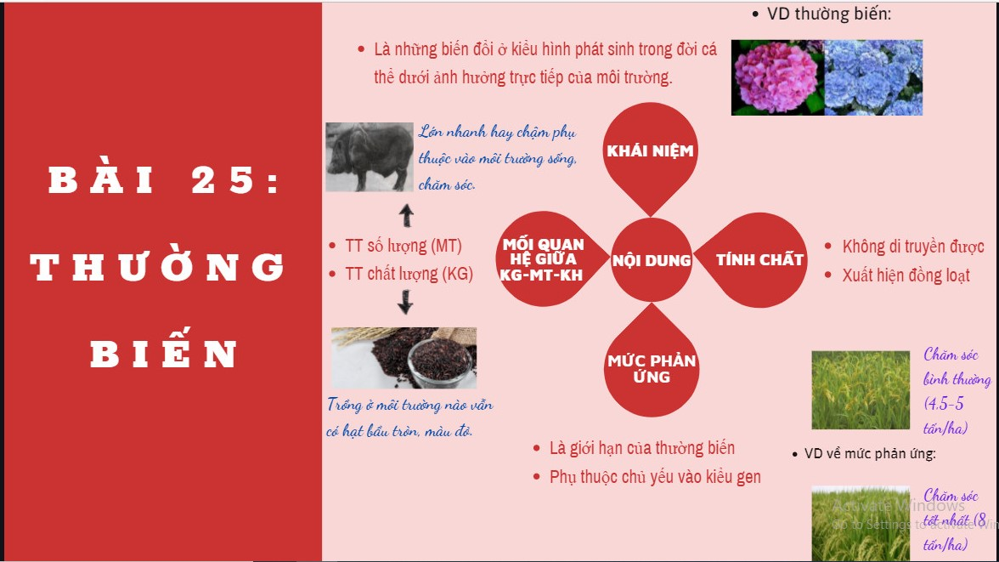 BÀI 25:
THƯỜNG
BIẾN
VD thường biến:
Là những biến đổi ở kiểu hình phát sinh trong đời cá
thể dưới ảnh hưởng trực tiếp của môi trường.
Lớn nhanh hay chậm phụ
thuộc vào môi trường sống,
chăm sóc.
KHÁI NIỆM
TT số lượng (MT)
TT chất lượng (KG)
MỐI QUAN
HỆ GIỮA
KG-MT-KH
NỘI DUNG
TÍNH CHẤT
Không di truyền được
Xuất hiện đồng loạt
MỨC PHẢN
ỨNG
Trồng ở môi trường nào vẫn
có hạt bầu tròn, màu đỏ.
Là giới hạn của thường biến
Phụ thuộc chủ yếu vào kiểu gen
Chăm sóc
bình thường
(4,5-5
tấn/ha)
VD về mức phản ứng:
Chăm sóc
tốt nhất (8
tấn/ha)
Activate Windows
Go to Settings to activate Win